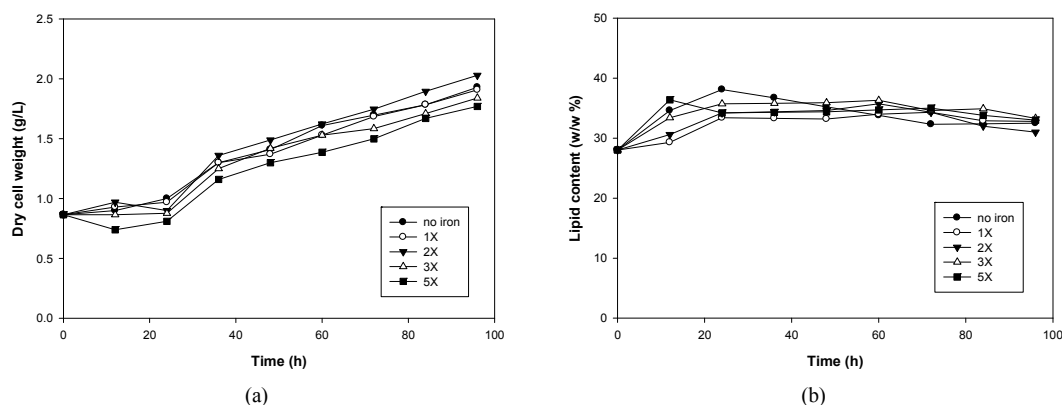 2.5
2.0
1.5
1.0
0.5
0.0
Dry cell weight (g/L)
no iron
1X
2X
3X
5X
0 20 40 60 80 100
Time (h)
(a)
50
40
30
20
10
0
Lipid content (w/w %)
no iron
1X
2X
3X
5X
0 20 40 60 80 100
Time (h)
(b)